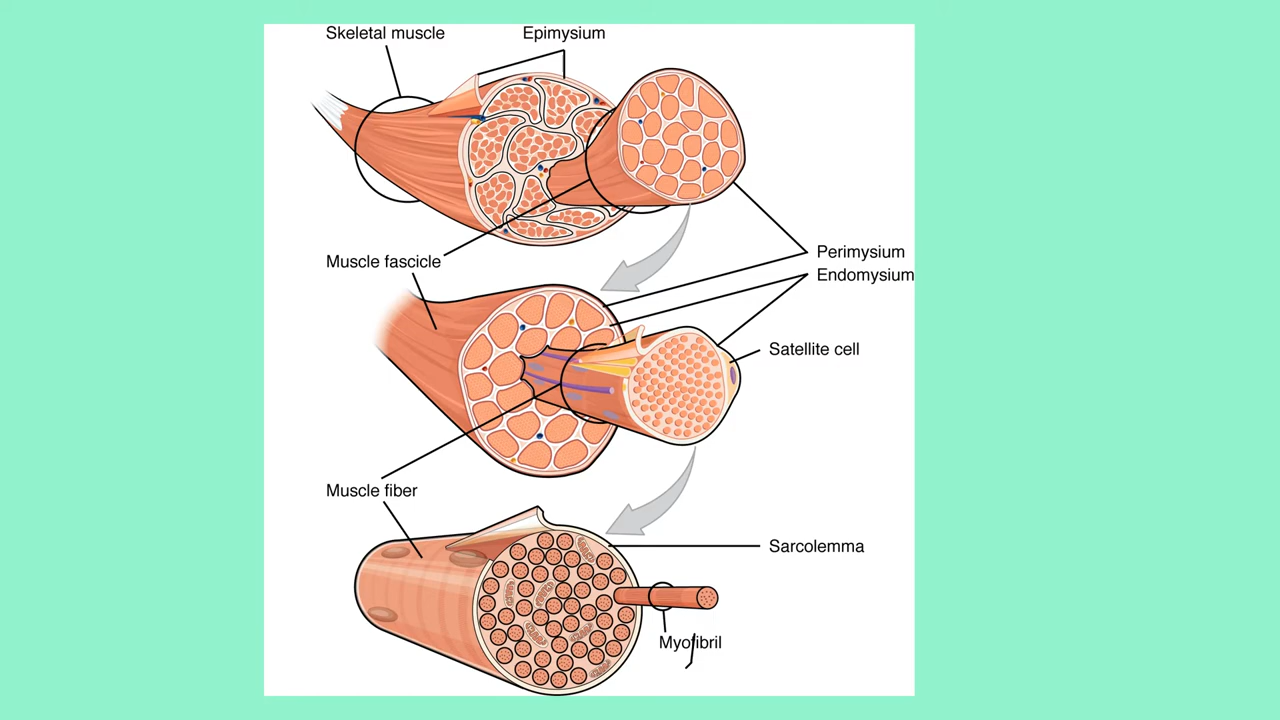 Skeletal muscle
Epimysium
Muscle fascicle
Perimysium
Endomysium
Satellite cell
Muscle fiber
Sarcolemma
Myofibril